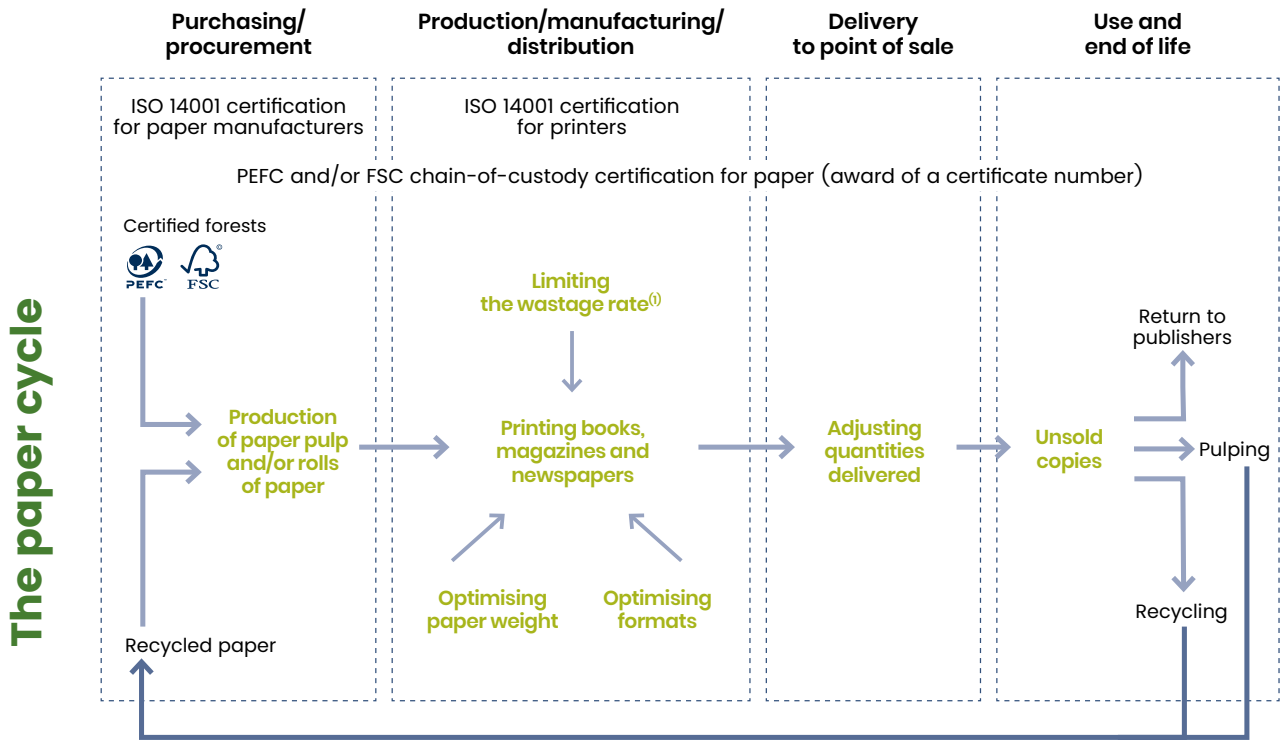 The paper cycle
Purchasing/
procurement
Production/manufacturing/
distribution
Delivery
to point of sale
Use and
end of life
ISO 14001 certification
for paper manufacturers
ISO 14001 certification
for printers
PEFC and/or FSC chain-of-custody certification for paper (award of a certificate number)
Certified forests
PEFC™
©
FSC
Production
of paper pulp
and/or rolls
of paper
Recycled paper
Limiting
the wastage rate(1)
Printing books,
magazines and
newspapers
Optimising
paper weight
Optimising
formats
Adjusting
quantities
delivered
Unsold
copies
Return to
publishers
Pulping
Recycling